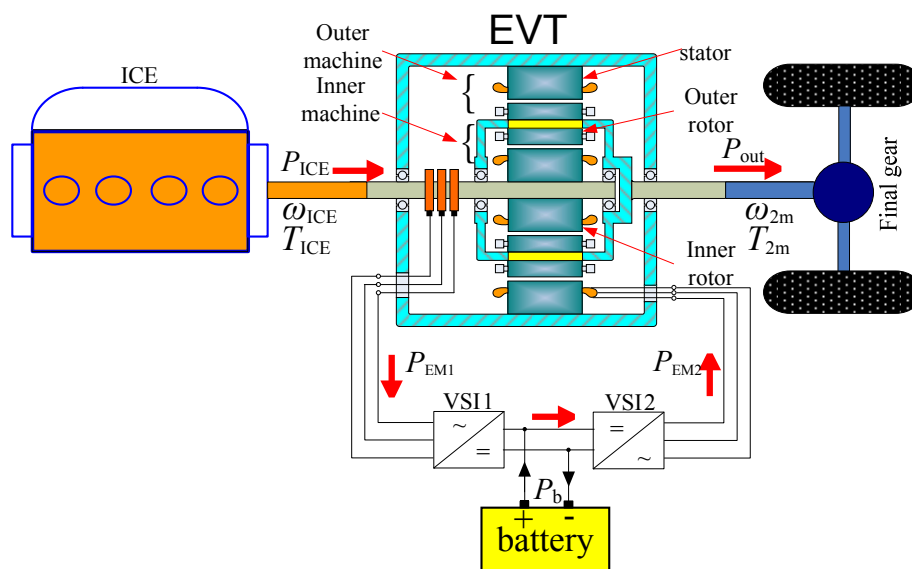 EVT
Outer
machine
Inner
machine
{
{
stator
Outer
rotor
ICE
P_ICE
P_out
ω_ICE
T_ICE
ω_2m
T_2m
Final gear
Inner
rotor
P_EM1
P_EM2
VSI1
VSI2
~
=
=
~
P_b
+ -
battery